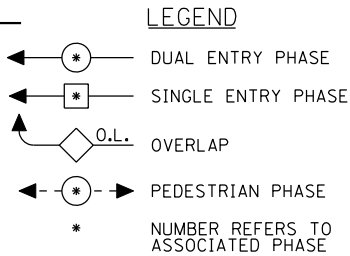 LEGEND
* DUAL ENTRY PHASE
* SINGLE ENTRY PHASE
O.L. OVERLAP
* PEDESTRIAN PHASE
* NUMBER REFERS TO
ASSOCIATED PHASE